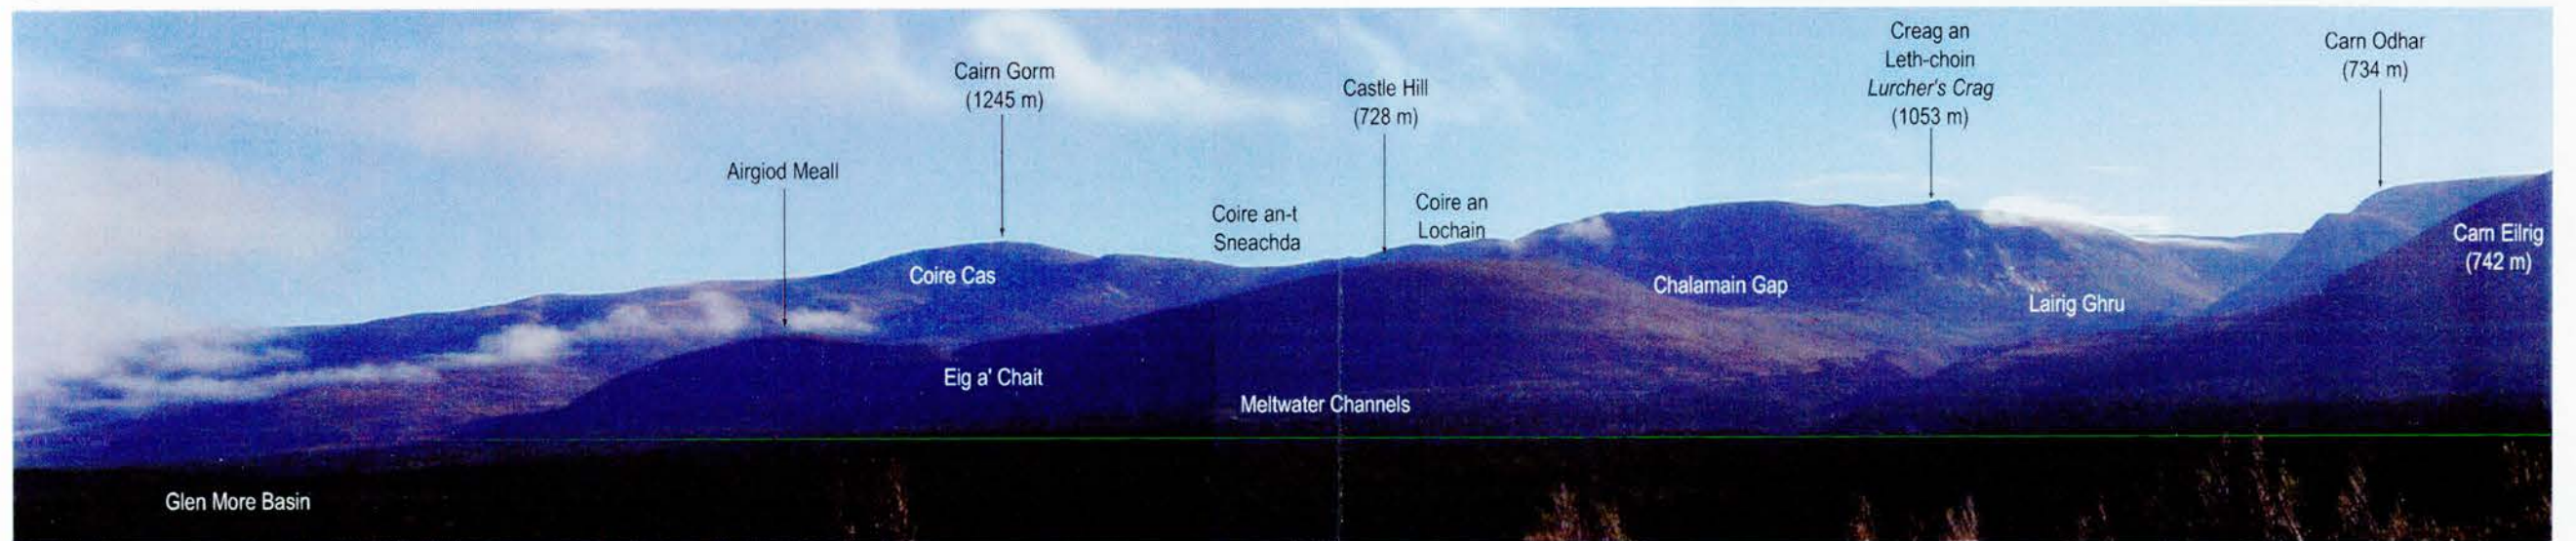 Airgiod Meall
Cairn Gorm
(1245 m)
Coire Cas
Coire an-t
Sneachda
Castle Hill
(728 m)
Coire an
Lochain
Creag an
Leth-choin
Lurcher's Crag
(1053 m)
Carn Odhar
(734 m)
Carn Eilrig
(742 m)
Chalamain Gap
Lairig Ghru
Eig a' Chait
Meltwater Channels
Glen More Basin